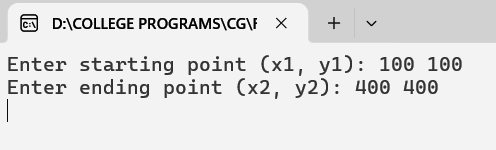 D:\COLLEGE PROGRAMS\CG\F
Enter starting point (x1, y1): 100 100
Enter ending point (x2, y2): 400 400